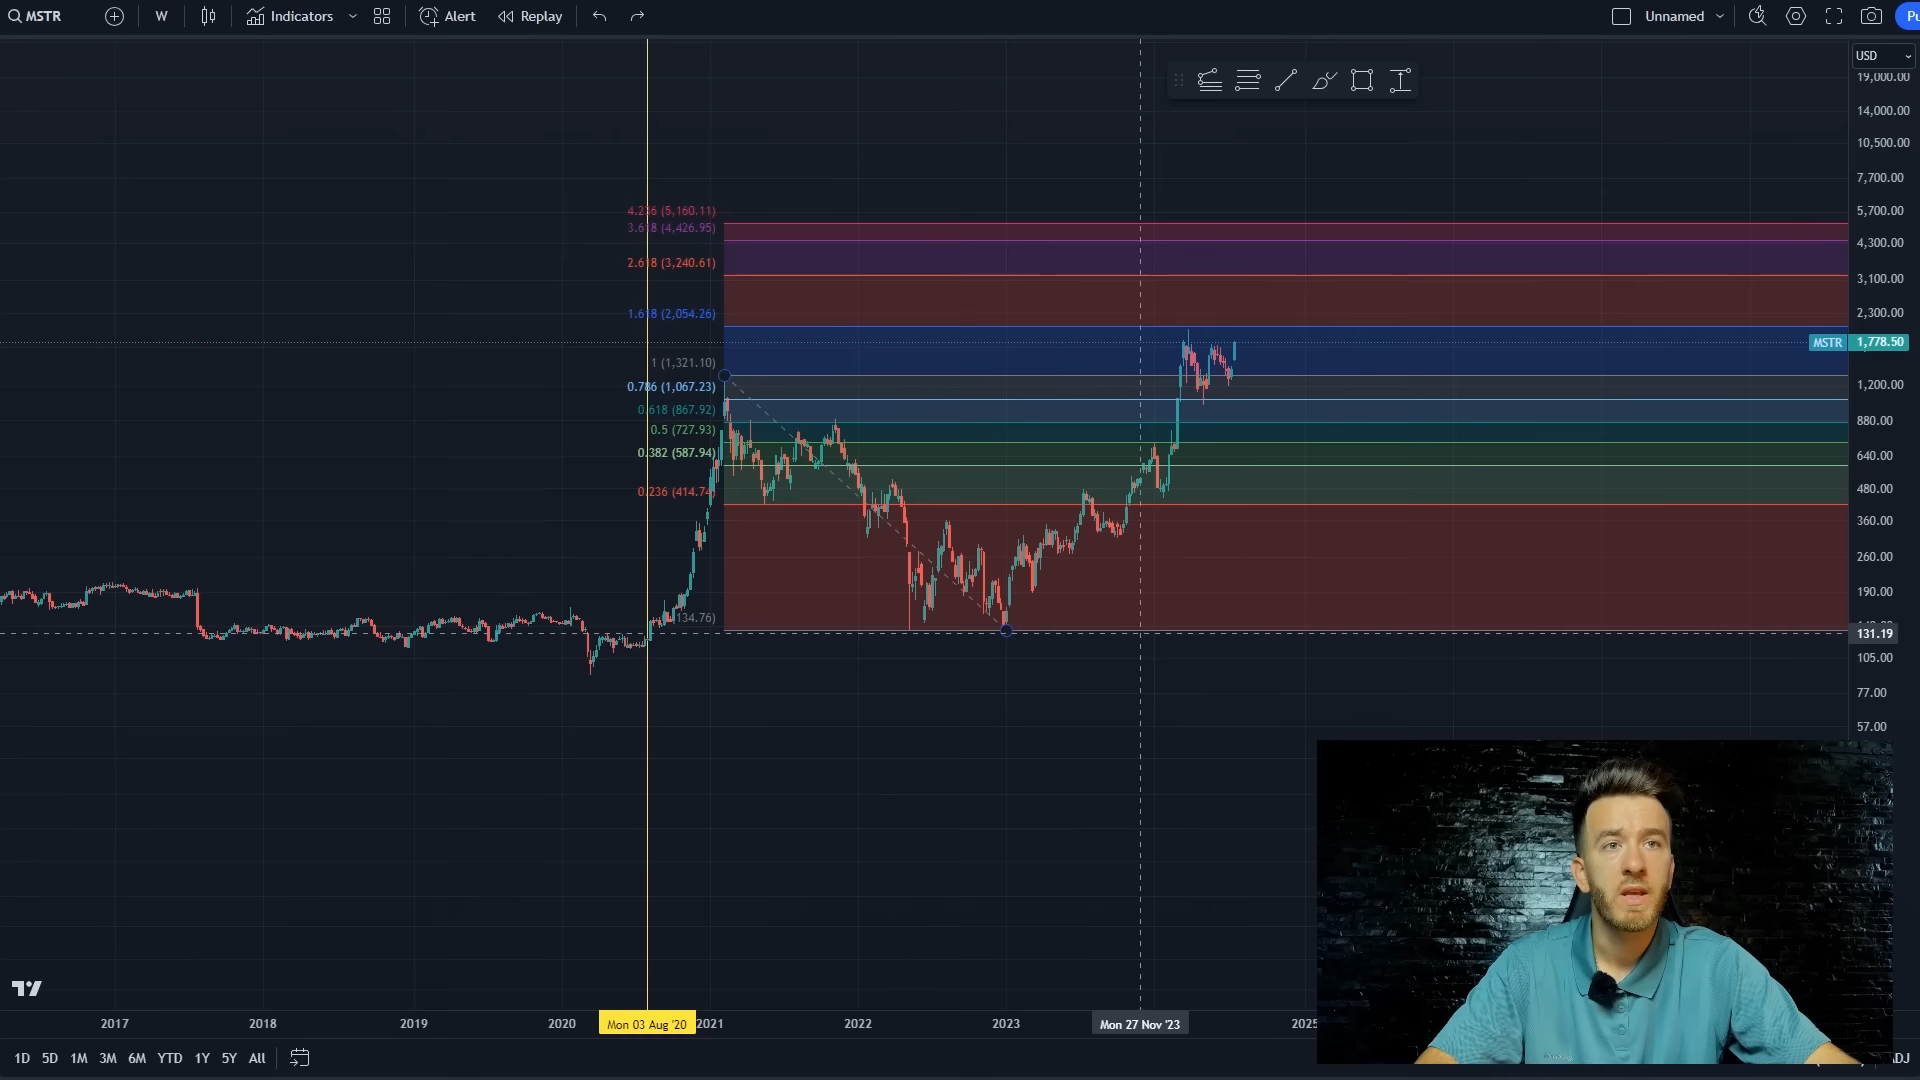 MSTR W Indicators Alert Replay Unnamed
USD
19,000.00
14,000.00
10,500.00
7,700.00
4.236 (5,160.11) 5,700.00
3.618 (4,426.95)
4,300.00
2.618 (3,240.61)
3,100.00
1.618 (2,054.26) 2,300.00
MSTR 1,778.50
1 (1,321.10)
0.786 (1,067.23) 1,200.00
0.618 (867.92)
880.00
0.5 (727.93)
0.382 (587.94) 640.00
0.236 (414.74) 480.00
360.00
260.00
190.00
134.76)
131.19
105.00
77.00
57.00
2017 2018 2019 2020 Mon 03 Aug '20 2021 2022 2023 Mon 27 Nov '23 2025
1D 5D 1M 3M 6M YTD 1Y 5Y All ADJ